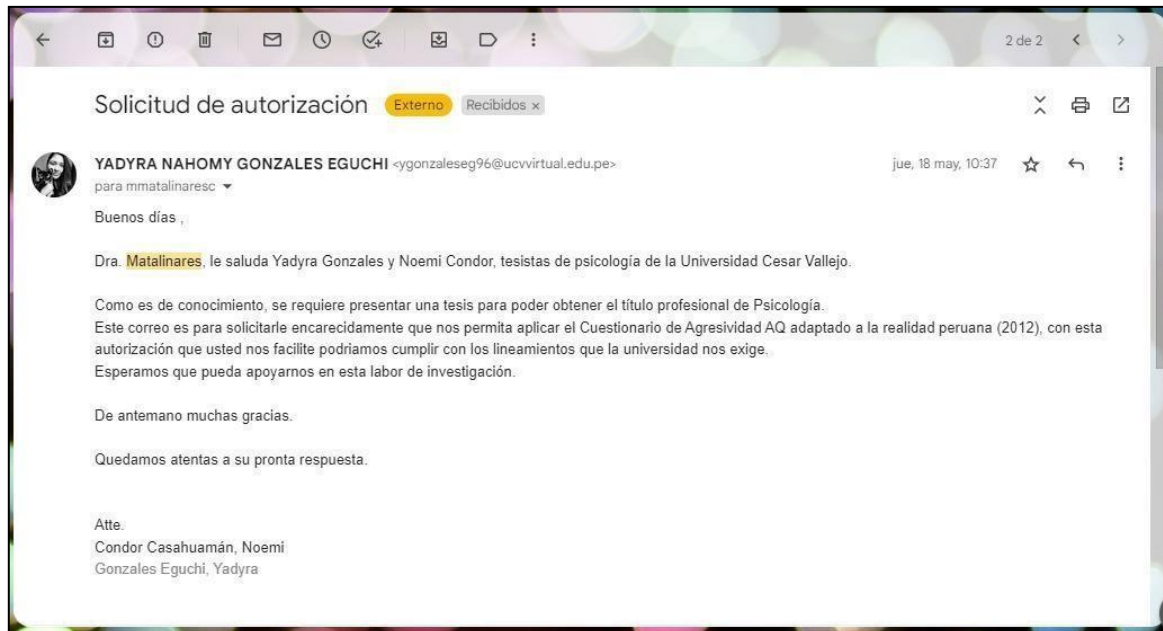 2 de 2
Solicitud de autorización Externo Recibidos x
YADYRA NAHOMY GONZALES EGUCHI <ygonzaleseg96@ucvvirtual.edu.pe> jue, 18 may, 10:37
para mmatalinaresc
Buenos días ,
Dra. Matalinares, le saluda Yadyra Gonzales y Noemi Condor, tesistas de psicología de la Universidad Cesar Vallejo.
Como es de conocimiento, se requiere presentar una tesis para poder obtener el título profesional de Psicología.
Este correo es para solicitarle encarecidamente que nos permita aplicar el Cuestionario de Agresividad AQ adaptado a la realidad peruana (2012), con esta
autorización que usted nos facilite podriamos cumplir con los lineamientos que la universidad nos exige.
Esperamos que pueda apoyarnos en esta labor de investigación.
De antemano muchas gracias.
Quedamos atentas a su pronta respuesta.
Atte.
Condor Casahuamán, Noemi
Gonzales Eguchi, Yadyra